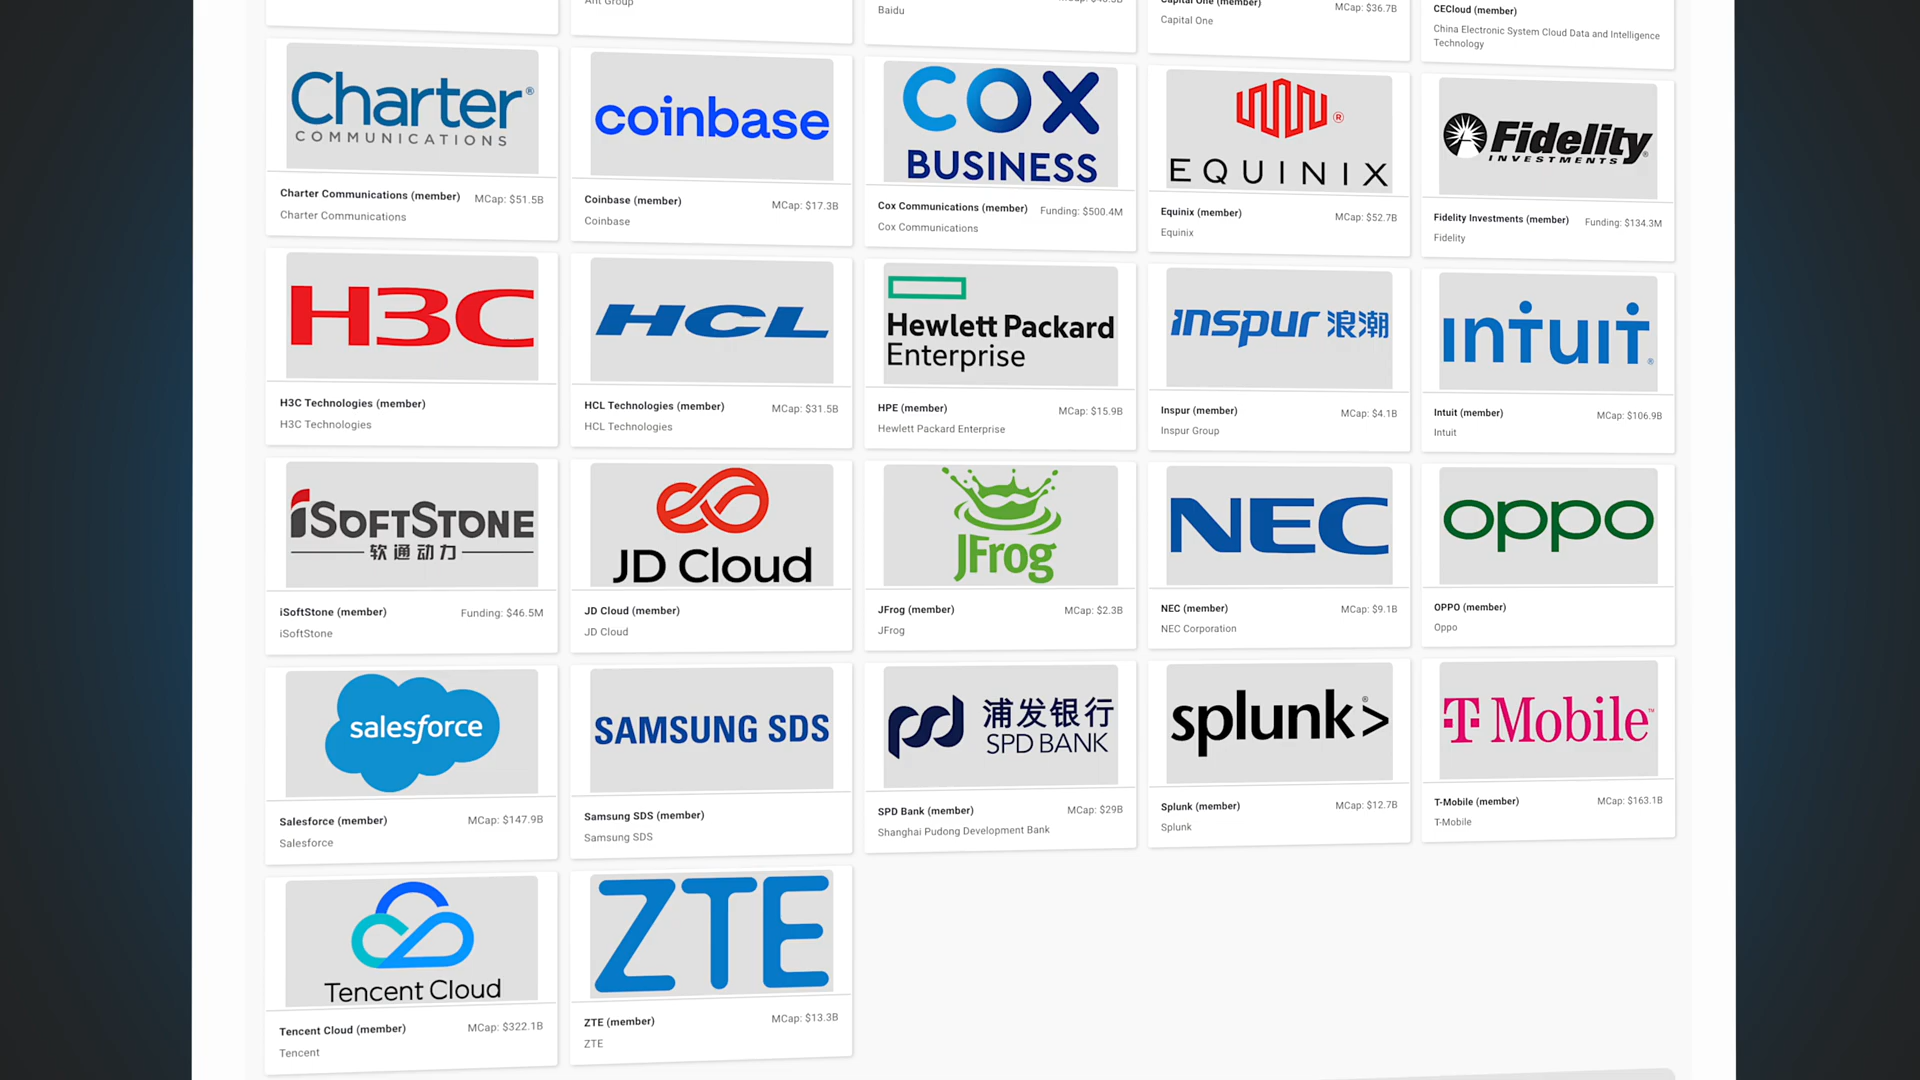 Ant Group
Baidu
Capital One (member) MCap: $36.7B
Capital One
CECloud (member)
China Electronic System Cloud Data and Intelligence
Technology
Charter®
COMMUNICATIONS
Charter Communications (member) MCap: $51.5B
Charter Communications
coinbase
Coinbase (member) MCap: $17.3B
Coinbase
COX
BUSINESS
Cox Communications (member) Funding: $500.4M
Cox Communications
EQUINIX
Equinix (member) MCap: $52.7B
Equinix
Fidelity
INVESTMENTS
Fidelity Investments (member) Funding: $134.3M
Fidelity
H3C
H3C Technologies (member)
H3C Technologies
HCL
HCL Technologies (member) MCap: $31.5B
HCL Technologies
Hewlett Packard
Enterprise
HPE (member) MCap: $15.9B
Hewlett Packard Enterprise
inspur 浪潮
Inspur (member) MCap: $4.1B
Inspur Group
intuit
Intuit (member) MCap: $106.9B
Intuit
iSOFTSTONE
软通动力
iSoftStone (member) Funding: $46.5M
iSoftStone
JD Cloud
JD Cloud (member)
JD Cloud
JFrog
JFrog (member) MCap: $2.3B
JFrog
NEC
NEC (member) MCap: $9.1B
NEC Corporation
oppo
OPPO (member)
Oppo
salesforce
Salesforce (member) MCap: $147.9B
Salesforce
SAMSUNG SDS
Samsung SDS (member)
Samsung SDS
浦发银行
SPD BANK
SPD Bank (member) MCap: $29B
Shanghai Pudong Development Bank
splunk>
Splunk (member) MCap: $12.7B
Splunk
T Mobile
T-Mobile (member) MCap: $163.1B
T-Mobile
Tencent Cloud
Tencent Cloud (member) MCap: $322.1B
Tencent
ZTE
ZTE (member) MCap: $13.3B
ZTE